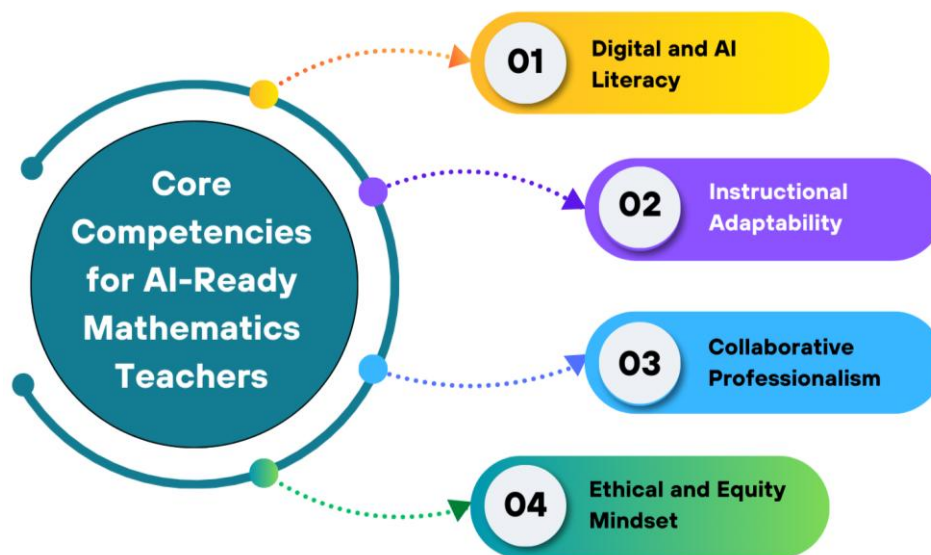 Core
Competencies
for AI-Ready
Mathematics
Teachers
01
Digital and AI
Literacy
02
Instructional
Adaptability
03
Collaborative
Professionalism
04
Ethical and Equity
Mindset